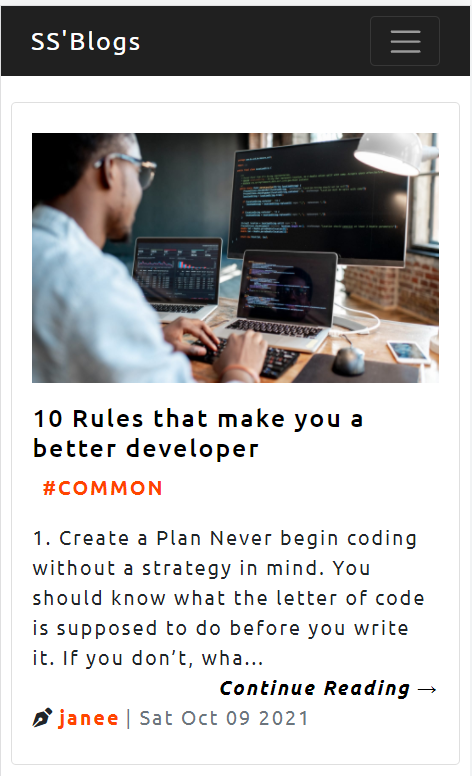 SS'Blogs
10 Rules that make you a
better developer
#COMMON
1. Create a Plan Never begin coding
without a strategy in mind. You
should know what the letter of code
is supposed to do before you write
it. If you don’t, wha...
Continue Reading →
janee | Sat Oct 09 2021